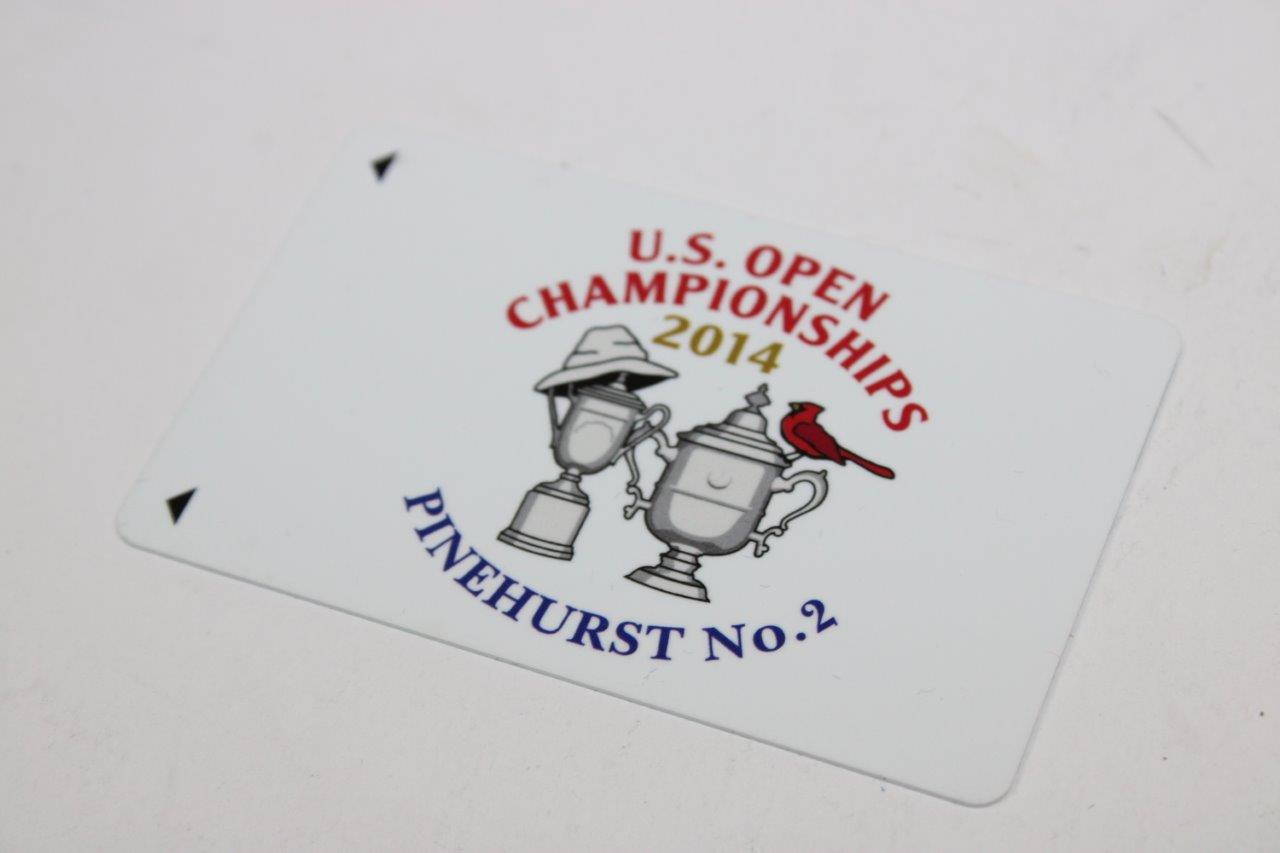 U.S. OPEN
CHAMPIONSHIPS
2014
PINEHURST No.2